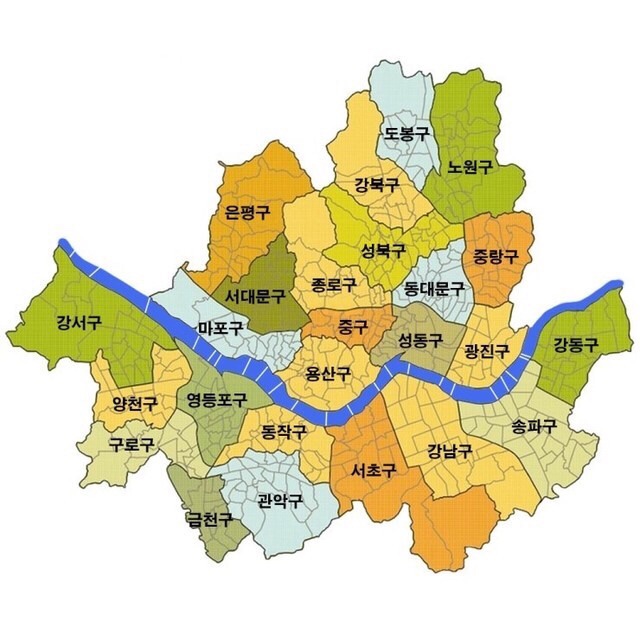 도봉구
노원구
강북구
은평구
성북구
중랑구
종로구
동대문구
서대문구
강서구
마포구
중구
성동구
광진구
강동구
용산구
양천구
영등포구
송파구
동작구
구로구
강남구
서초구
관악구
금천구